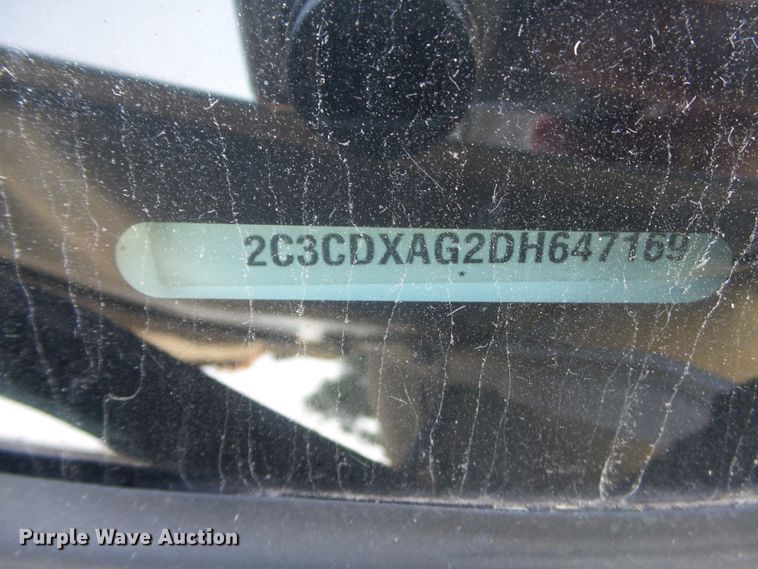 2C3CDXAG2DH647169
Purple Wave Auction